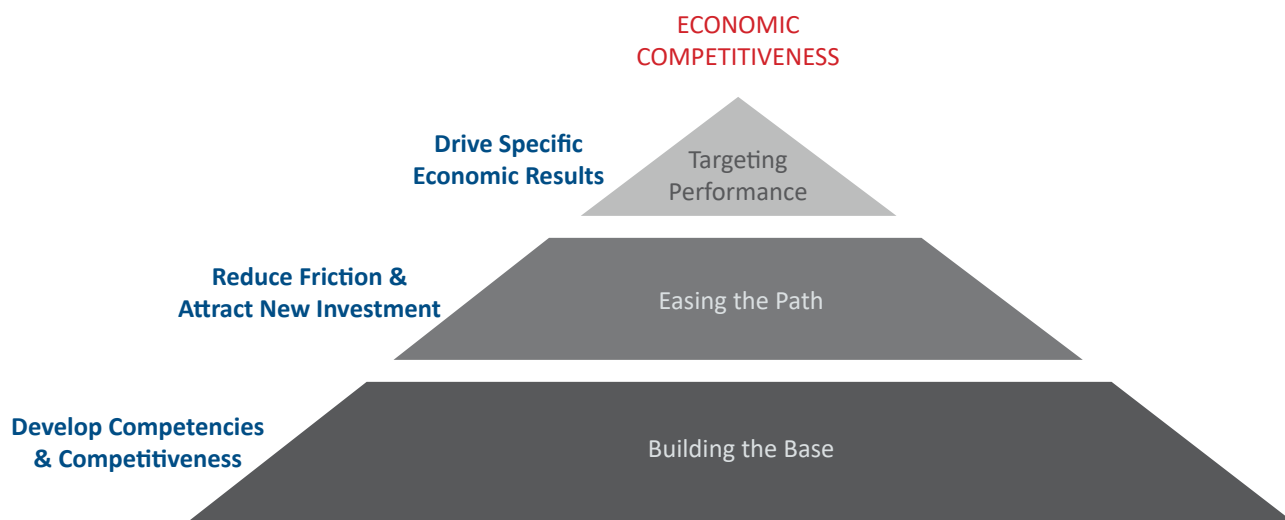 ECONOMIC
COMPETITIVENESS
Drive Specific
Economic Results
Targeting
Performance
Reduce Friction &
Attract New Investment
Easing the Path
Develop Competencies
& Competitiveness
Building the Base